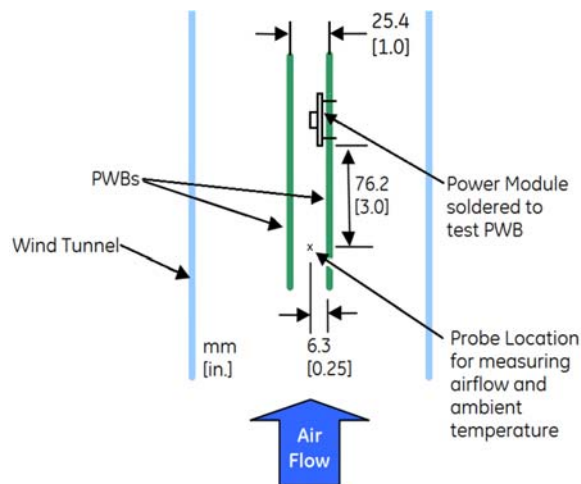 25.4
[1.0]
PWBs
76.2
[3.0]
Power Module
soldered to
test PWB
Wind Tunnel
x
mm
[in.]
6.3
[0.25]
Probe Location
for measuring
airflow and
ambient
temperature
Air
Flow